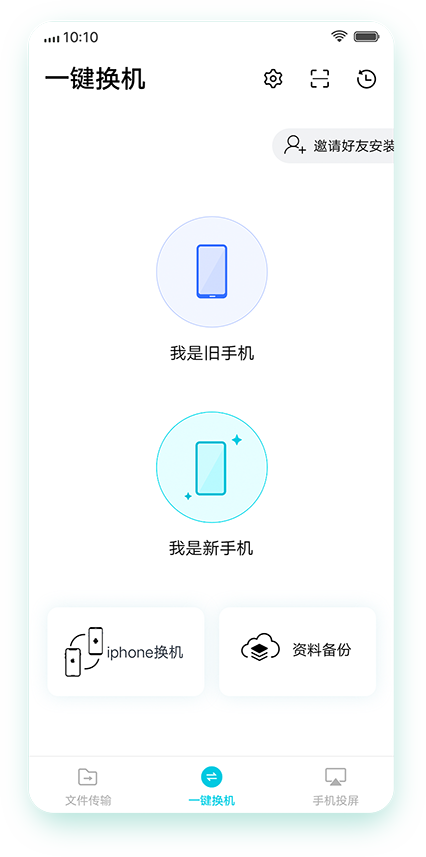 10:10
一键换机
邀请好友安装
我是旧手机
我是新手机
iphone换机
资料备份
文件传输
一键换机
手机投屏